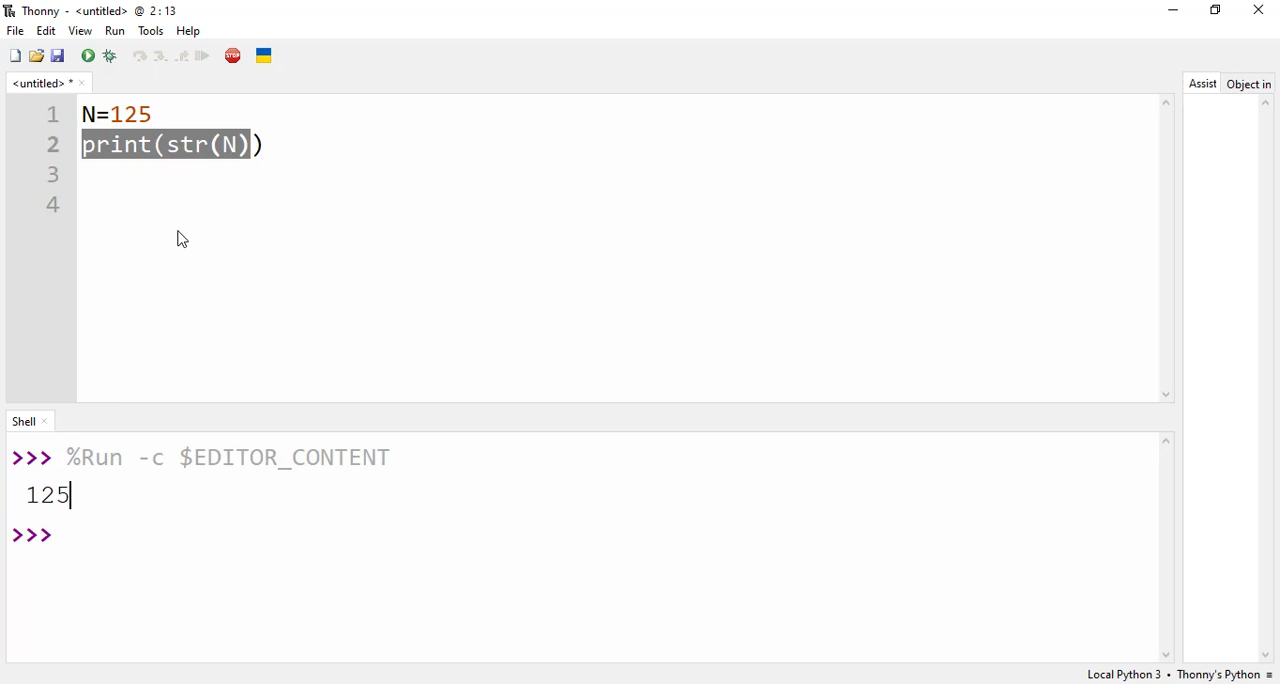 Thonny - <untitled> @ 2:13
File Edit View Run Tools Help
STOP
<untitled> *
Assist Object in
1 N=125
2 print(str(N))
3
4
Shell
>>> %Run -c $EDITOR_CONTENT
125
>>>
Local Python 3 • Thonny's Python ≡